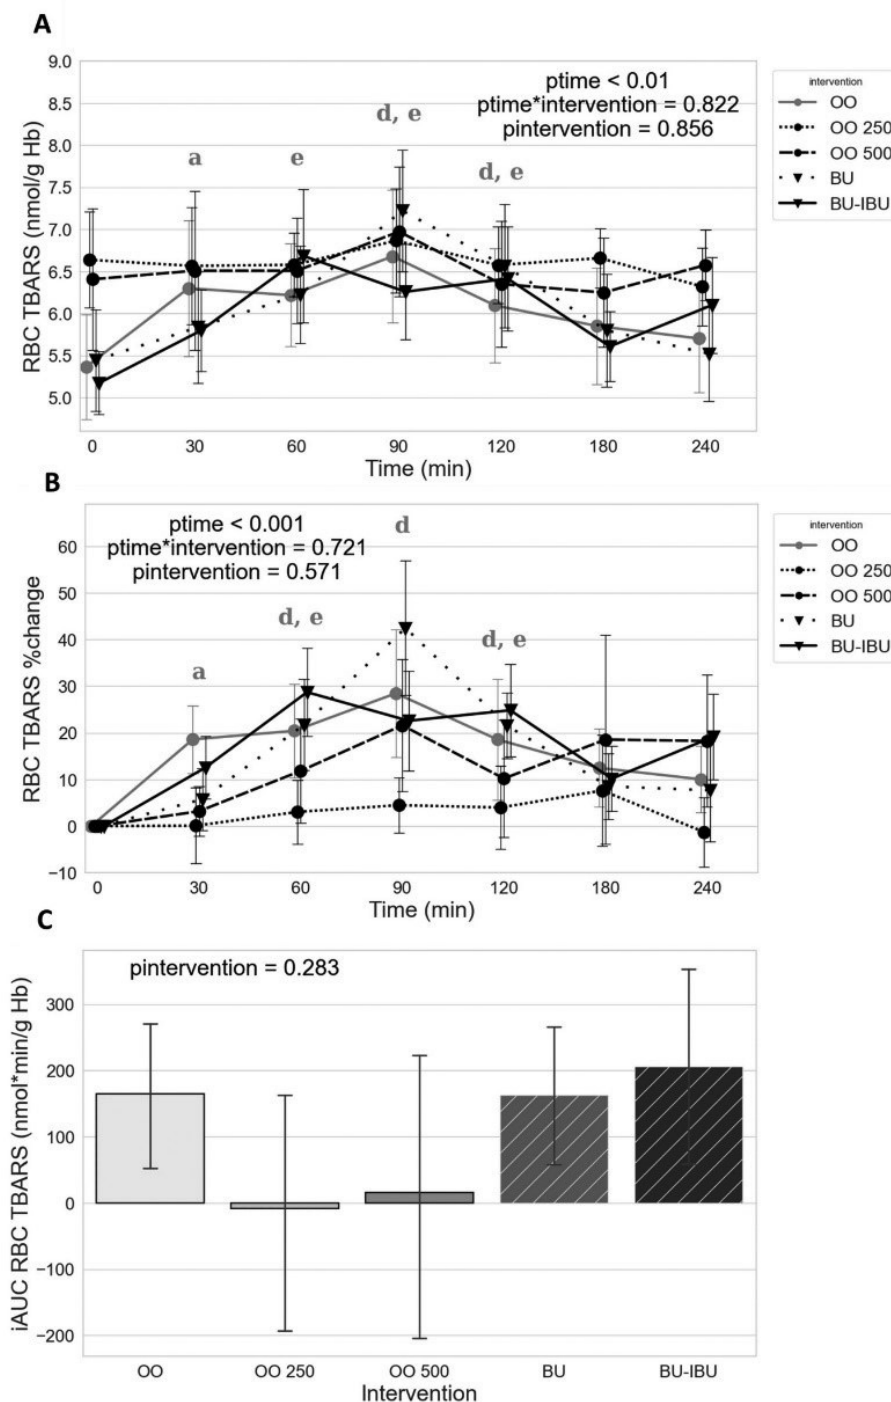 A
9.0
8.5
8.0
7.5
7.0
6.5
6.0
5.5
5.0
RBC TBARS (nmol/g Hb)
ptime < 0.01
ptime*intervention = 0.822
pintervention = 0.856
a
e
d, e
d, e
intervention
OO
OO 250
OO 500
BU
BU-IBU
0 30 60 90 120 180 240
Time (min)
B
60
50
40
30
20
10
0
−10
RBC TBARS %change
ptime < 0.001
ptime*intervention = 0.721
pintervention = 0.571
a
d, e
d
d, e
intervention
OO
OO 250
OO 500
BU
BU-IBU
0 30 60 90 120 180 240
Time (min)
C
300
200
100
0
−100
−200
iAUC RBC TBARS (nmol*min/g Hb)
pintervention = 0.283
OO OO 250 OO 500 BU BU-IBU
Intervention